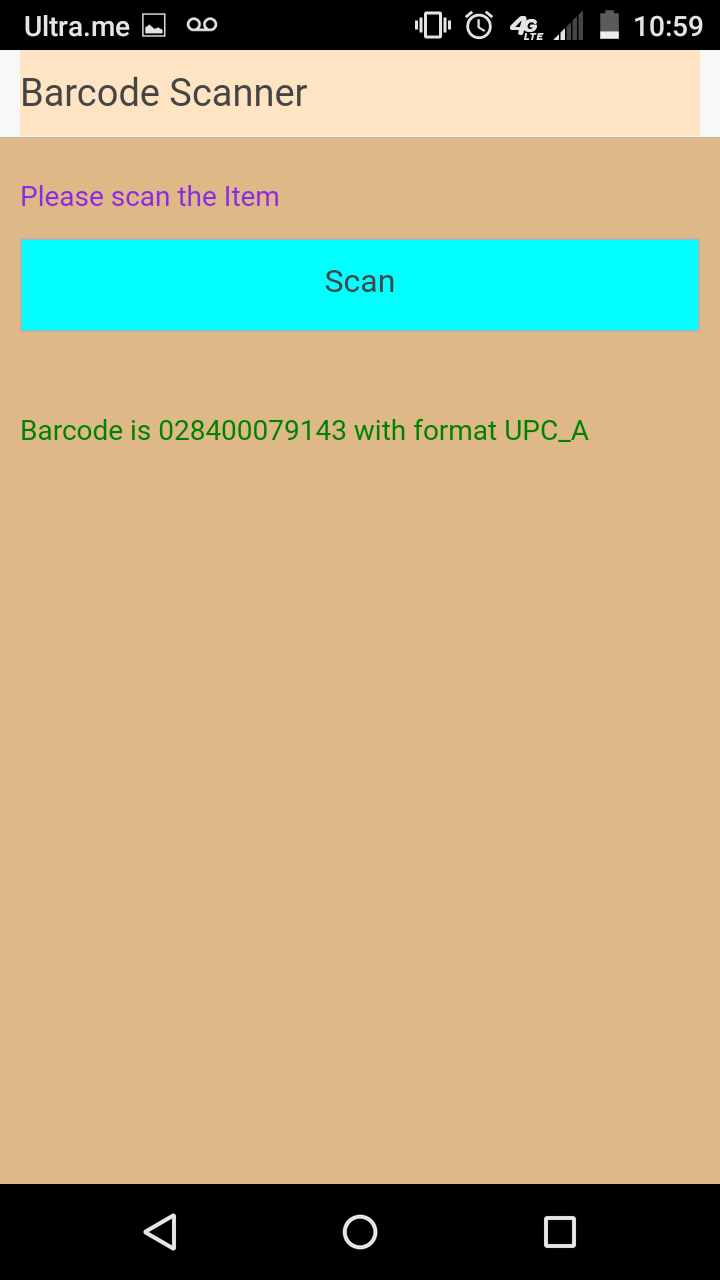 Ultra.me 4G LTE 10:59
Barcode Scanner
Please scan the Item
Scan
Barcode is 028400079143 with format UPC_A